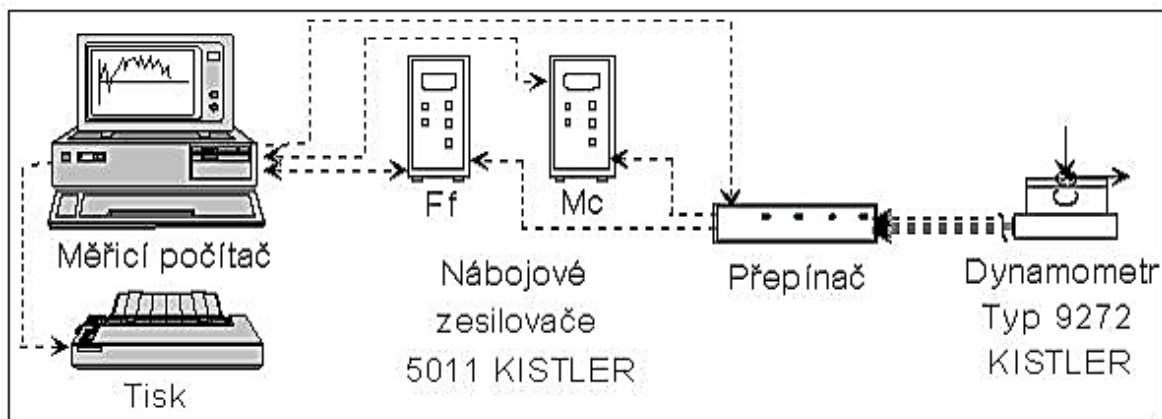 Ff
Mc
Měřicí počítač
Nábojové
zesilovače
5011 KISTLER
Přepínač
Dynamometr
Typ 9272
KISTLER
Tisk